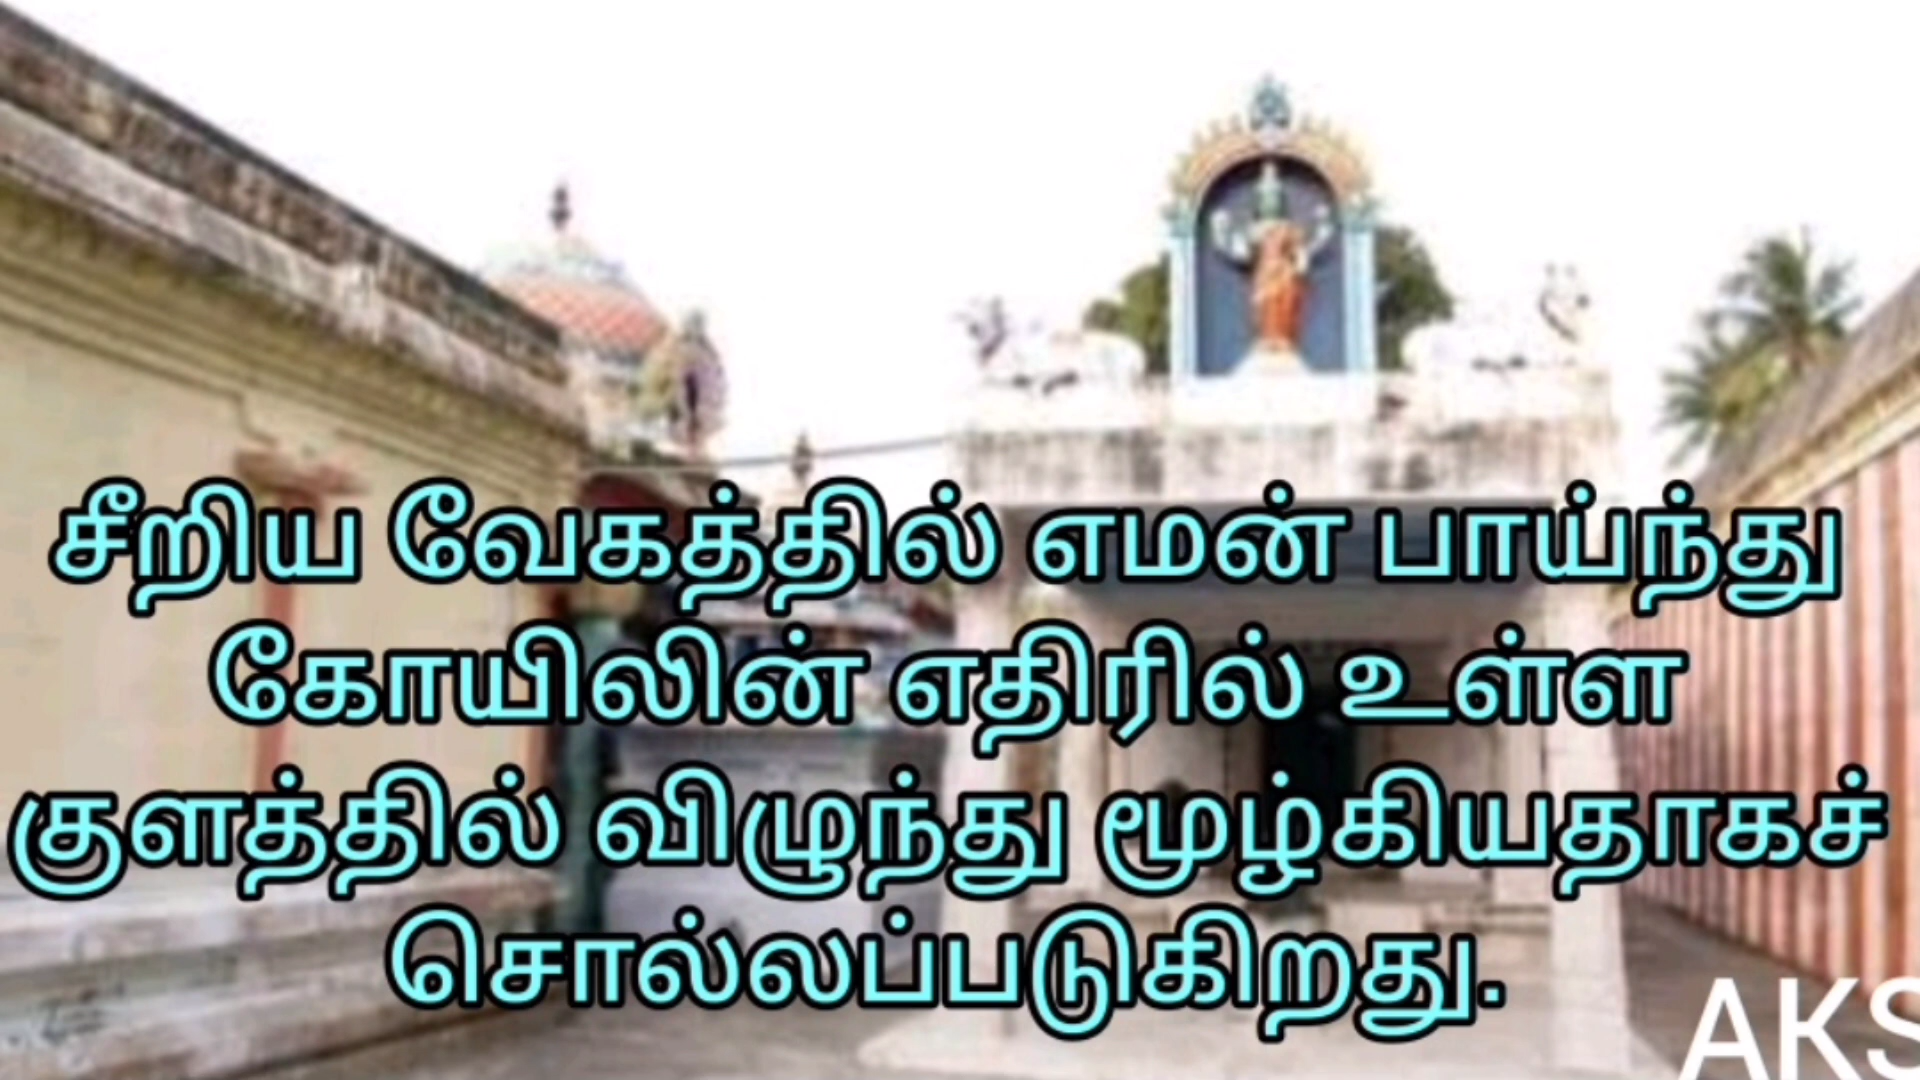 சீறிய வேகத்தில் எமன் பாய்ந்து
கோயிலின் எதிரில் உள்ள
குளத்தில் விழுந்து மூழ்கியதாகச்
சொல்லப்படுகிறது.
AKS